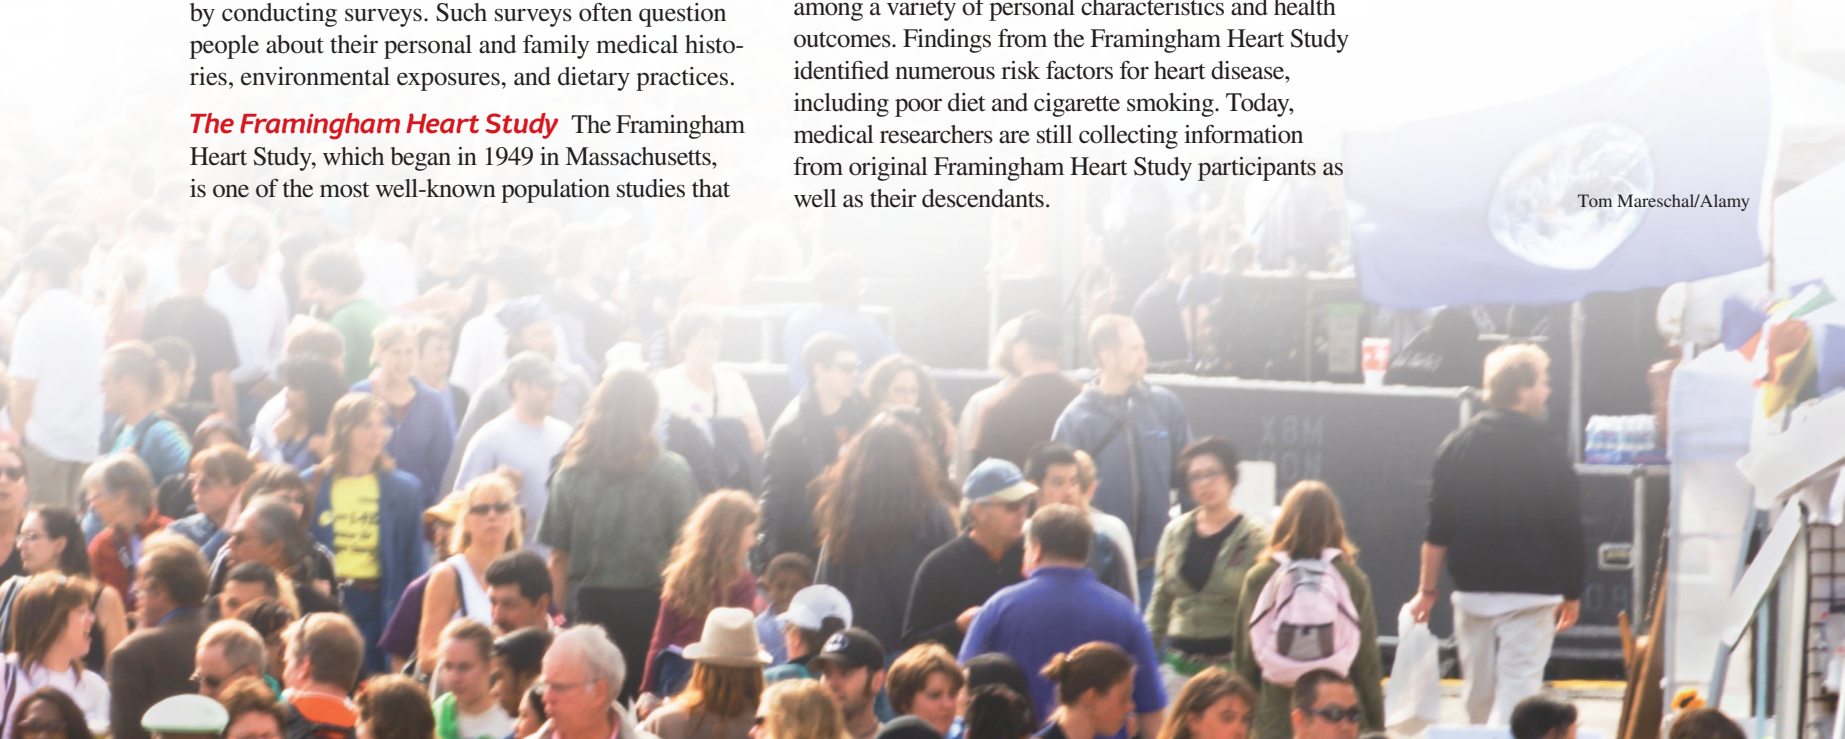 by conducting surveys. Such surveys often question
people about their personal and family medical histo-
ries, environmental exposures, and dietary practices.
The Framingham Heart Study The Framingham
Heart Study, which began in 1949 in Massachusetts,
is one of the most well-known population studies that
among a variety of personal characteristics and health
outcomes. Findings from the Framingham Heart Study
identified numerous risk factors for heart disease,
including poor diet and cigarette smoking. Today,
medical researchers are still collecting information
from original Framingham Heart Study participants as
well as their descendants.
Tom Mareschal/Alamy